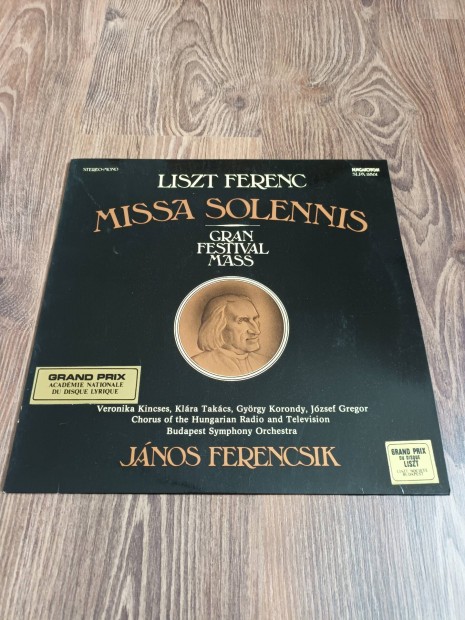 STEREO-MONO
HUNGAROTON
LISZT FERENC
MISSA SOLENNIS
GRAN
FESTIVAL
MASS
GRAND PRIX
ACADÉMIE NATIONALE
DU DISQUE LYRIQUE
Veronika Kincses, Klára Takács, György Korondy, József Gregor
Chorus of the Hungarian Radio and Television
Budapest Symphony Orchestra
JÁNOS FERENCSIK
GRAND PRIX
DU DISQUE
LISZT